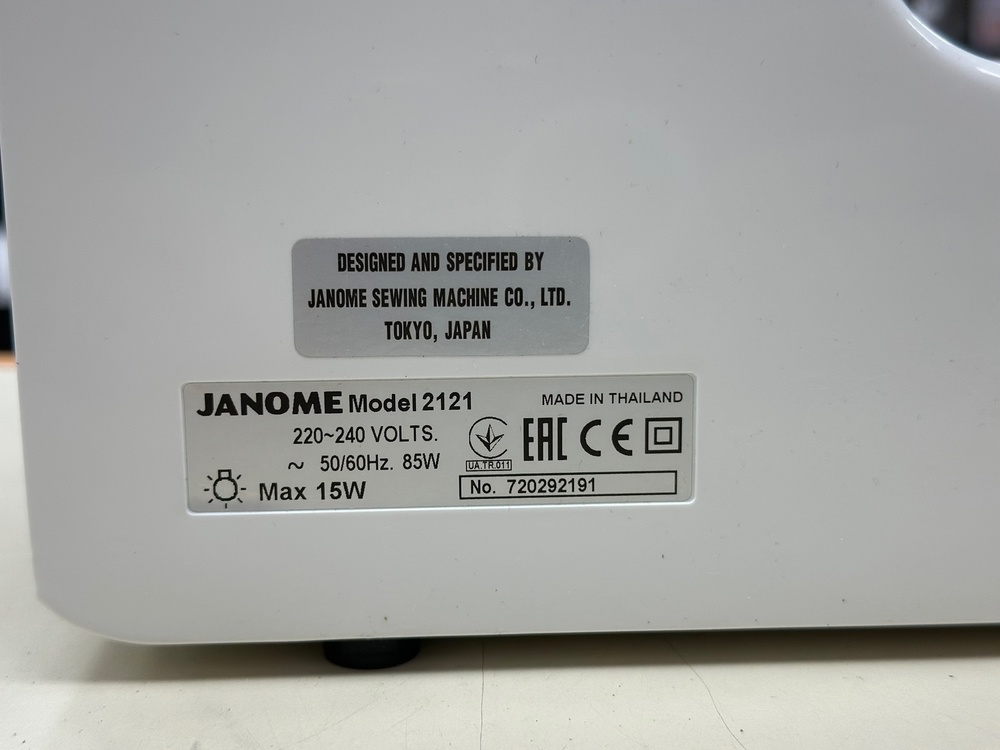 DESIGNED AND SPECIFIED BY
JANOME SEWING MACHINE CO., LTD.
TOKYO, JAPAN
JANOME Model 2121
MADE IN THAILAND
220~240 VOLTS.
~ 50/60Hz. 85W
Max 15W
UA.TR.011
EAC CE
No. 720292191